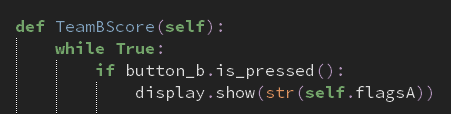 def TeamBScore(self):
while True:
if button_b.is_pressed():
display.show(str(self.flagsA))